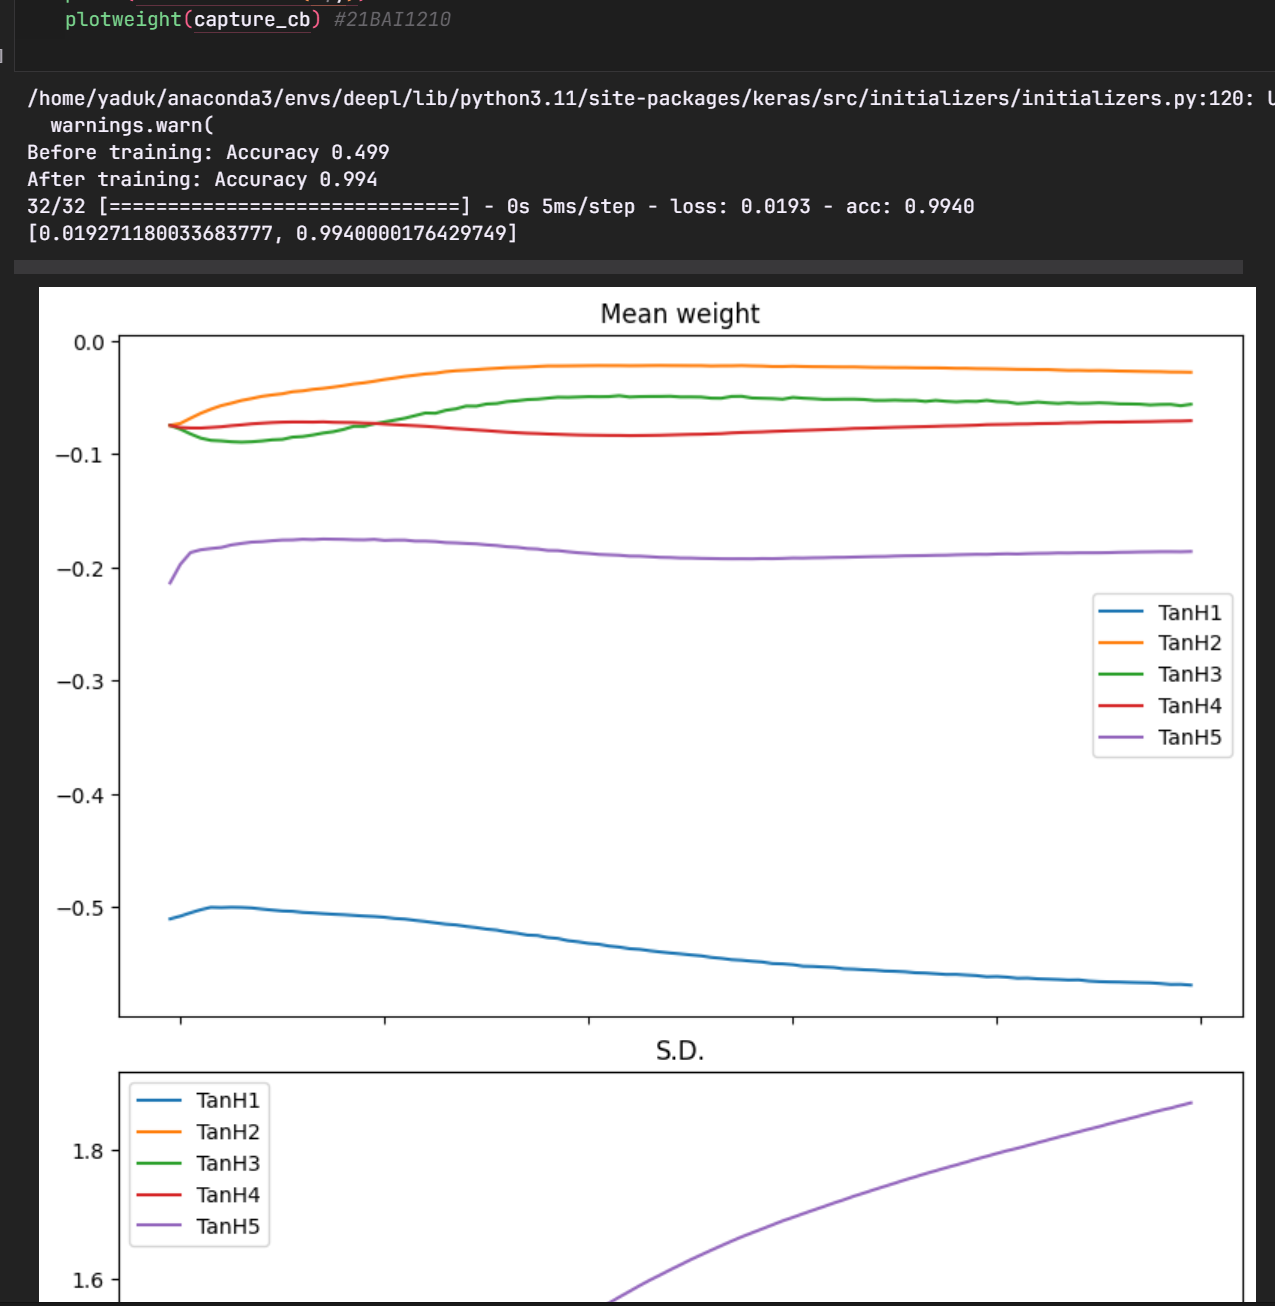 plotweight(capture_cb) #21BAI1210
/home/yaduk/anaconda3/envs/deepl/lib/python3.11/site-packages/keras/src/initializers/initializers.py:120: U
warnings.warn(
Before training: Accuracy 0.499
After training: Accuracy 0.994
32/32 [==============================] - 0s 5ms/step - loss: 0.0193 - acc: 0.9940
[0.019271180033683777, 0.9940000176429749]
Mean weight
0.0
−0.1
−0.2
−0.3
−0.4
−0.5
TanH1
TanH2
TanH3
TanH4
TanH5
S.D.
TanH1
TanH2
TanH3
TanH4
TanH5
1.8
1.6